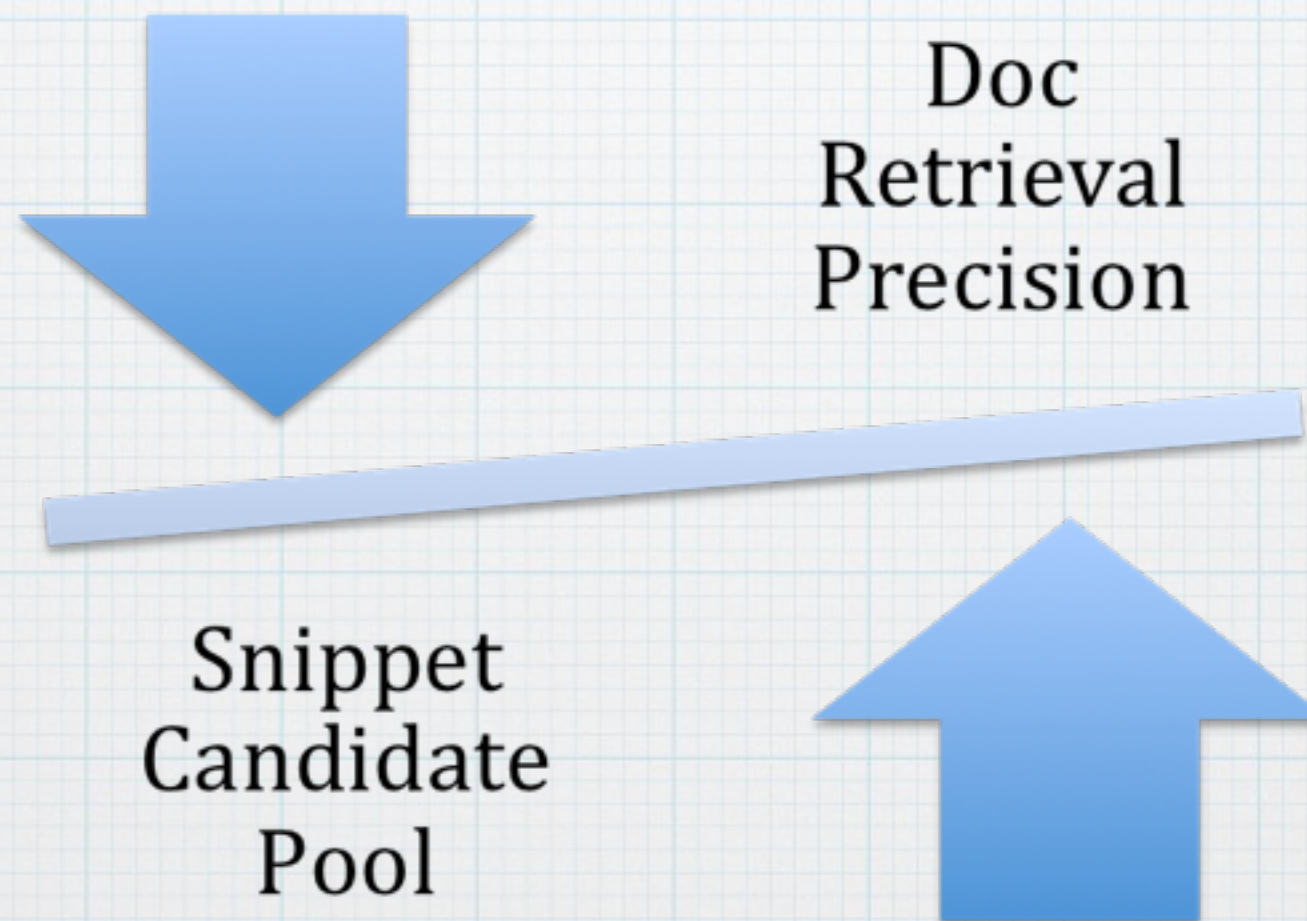 Doc
Retrieval
Precision
Snippet
Candidate
Pool